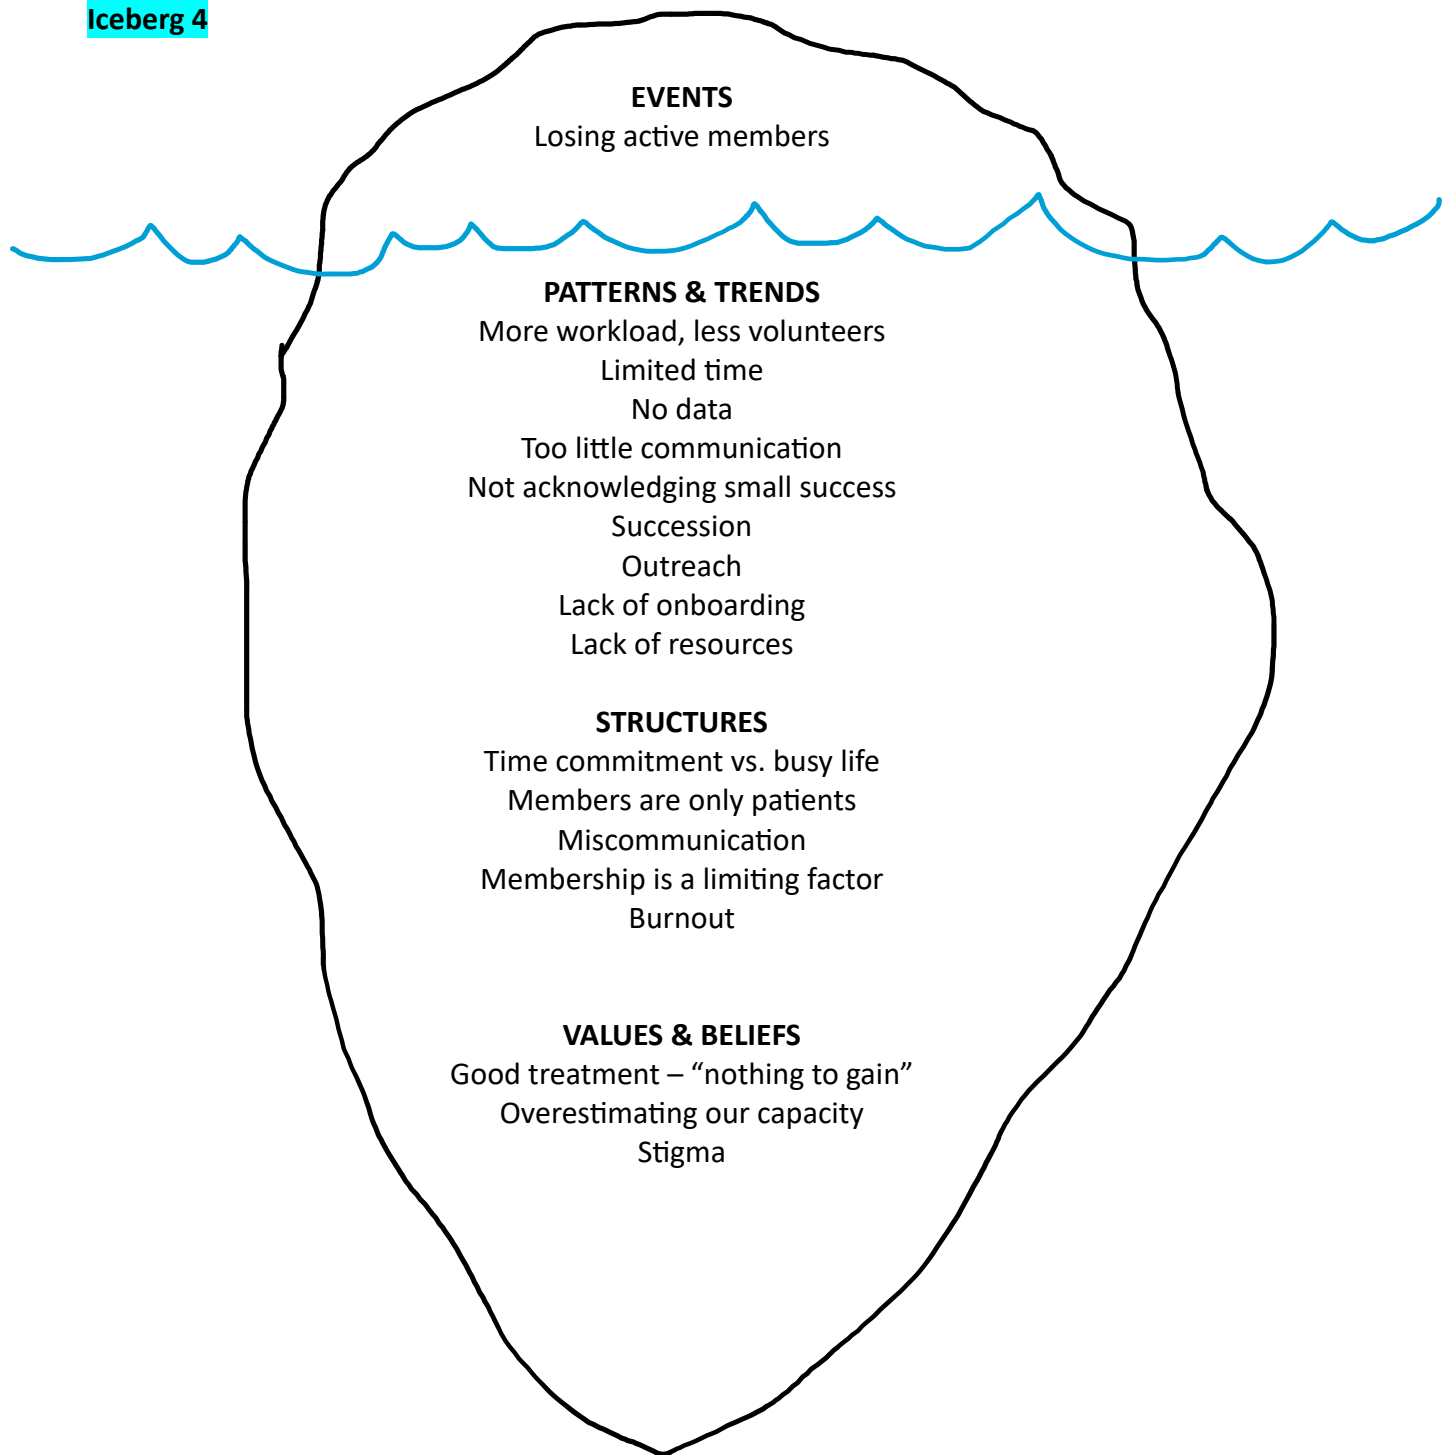 Iceberg 4
EVENTS
Losing active members
PATTERNS & TRENDS
More workload, less volunteers
Limited time
No data
Too little communication
Not acknowledging small success
Succession
Outreach
Lack of onboarding
Lack of resources
STRUCTURES
Time commitment vs. busy life
Members are only patients
Miscommunication
Membership is a limiting factor
Burnout
VALUES & BELIEFS
Good treatment – “nothing to gain”
Overestimating our capacity
Stigma